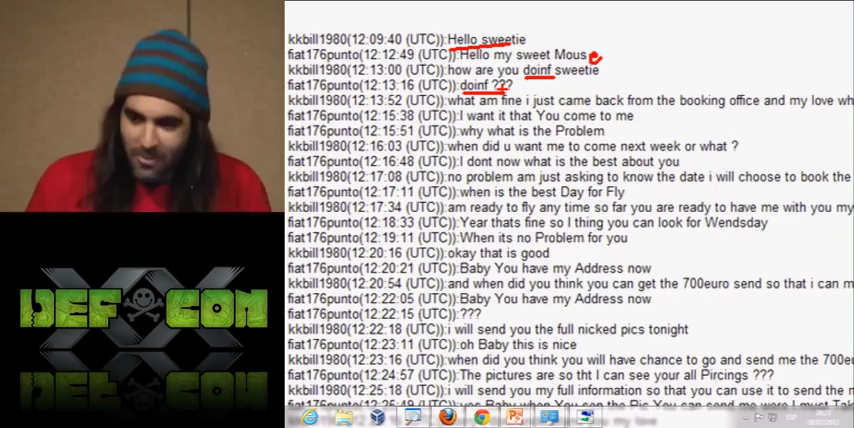 kkbill1980(12:09:40 (UTC)):Hello sweetie
fiat176punto(12:12:49 (UTC)):Hello my sweet Mouse
kkbill1980(12:13:00 (UTC)):how are you doinf sweetie
fiat176punto(12:13:16 (UTC)):doinf ???
kkbill1980(12:13:52 (UTC)):what am fine i just came back from the booking office and my love wh
fiat176punto(12:15:38 (UTC)):I want it that You come to me
fiat176punto(12:15:51 (UTC)):why what is the Problem
kkbill1980(12:16:03 (UTC)):when did u want me to come next week or what ?
fiat176punto(12:16:48 (UTC)):I dont now what is the best about you
kkbill1980(12:17:08 (UTC)):no problem am just asking to know the date i will choose to book the
fiat176punto(12:17:11 (UTC)):when is the best Day for Fly
kkbill1980(12:17:34 (UTC)):am ready to fly any time so far you are ready to have me with you my
fiat176punto(12:18:33 (UTC)):Year thats fine so I thing you can look for Wendsday
fiat176punto(12:19:11 (UTC)):When its no Problem for you
kkbill1980(12:20:16 (UTC)):okay that is good
fiat176punto(12:20:21 (UTC)):Baby You have my Address now
kkbill1980(12:20:54 (UTC)):and when did you think you can get the 700euro send so that i can m
fiat176punto(12:22:05 (UTC)):Baby You have my Address now
fiat176punto(12:22:15 (UTC)):???
kkbill1980(12:22:18 (UTC)):i will send you the full nicked pics tonight
fiat176punto(12:23:11 (UTC)):oh Baby this is nice
kkbill1980(12:23:16 (UTC)):when did you think you will have chance to go and send me the 700eu
fiat176punto(12:24:57 (UTC)):The pictures are so tht I can see your all Pircings ???
kkbill1980(12:25:18 (UTC)):i will send you my full information so that you can use it to send the
DEF CON
XX